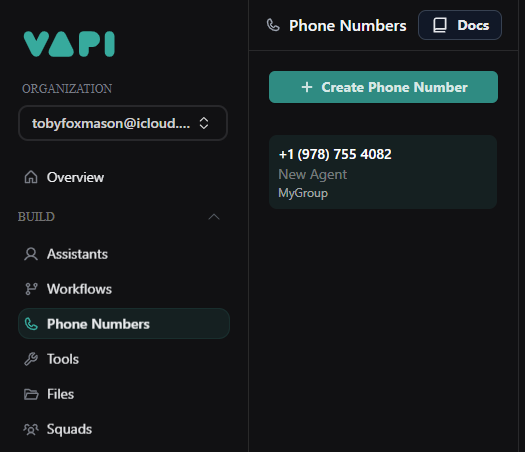 VAPI
ORGANIZATION
tobyfoxmason@icloud....
Overview
BUILD
Assistants
Workflows
Phone Numbers
Tools
Files
Squads
Phone Numbers
Docs
+ Create Phone Number
+1 (978) 755 4082
New Agent
MyGroup